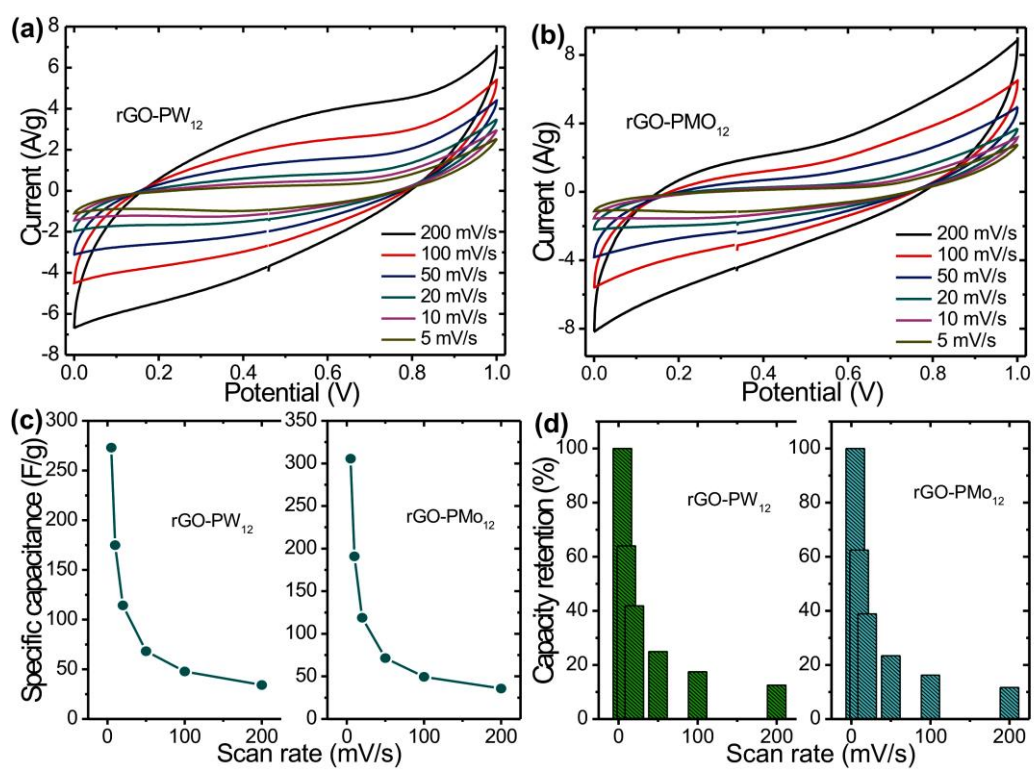 (a)
8
6
4
2
0
-2
-4
-6
-8
Current (A/g)
rGO-PW12
200 mV/s
100 mV/s
50 mV/s
20 mV/s
10 mV/s
5 mV/s
0.0 0.2 0.4 0.6 0.8 1.0
Potential (V)
(b)
8
4
0
-4
-8
Current (A/g)
rGO-PMO12
200 mV/s
100 mV/s
50 mV/s
20 mV/s
10 mV/s
5 mV/s
0.0 0.2 0.4 0.6 0.8 1.0
Potential (V)
(c)
300
250
200
150
100
50
0
Specific capacitance (F/g)
rGO-PW12
0 100 200
350
300
250
200
150
100
50
0
rGO-PMo12
0 100 200
Scan rate (mV/s)
(d)
100
80
60
40
20
0
Capacity retention (%)
rGO-PW12
0 100 200
100
80
60
40
20
0
rGO-PMo12
0 100 200
Scan rate (mV/s)